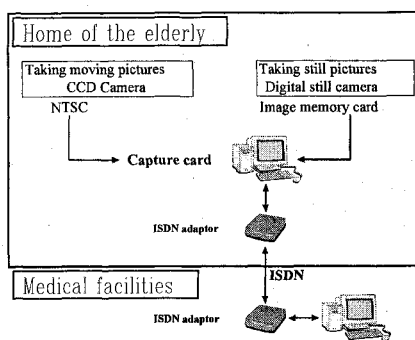 Home of the elderly
Taking moving pictures
CCD Camera
NTSC
Taking still pictures
Digital still camera
Image memory card
Capture card
ISDN adaptor
ISDN
Medical facilities
ISDN adaptor